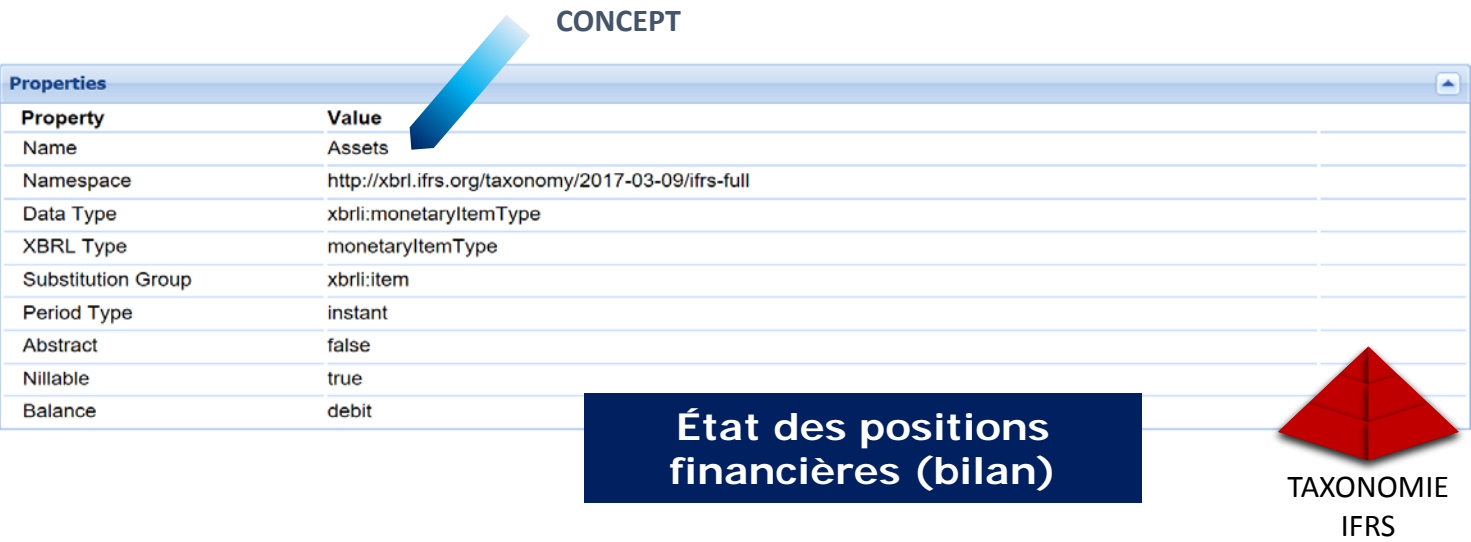 CONCEPT
Properties
Property Value
Name Assets
Namespace http://xbrl.ifrs.org/taxonomy/2017-03-09/ifrs-full
Data Type xbrli:monetaryItemType
XBRL Type monetaryItemType
Substitution Group xbrli:item
Period Type instant
Abstract false
Nillable true
Balance debit
État des positions
financières (bilan)
TAXONOMIE
IFRS